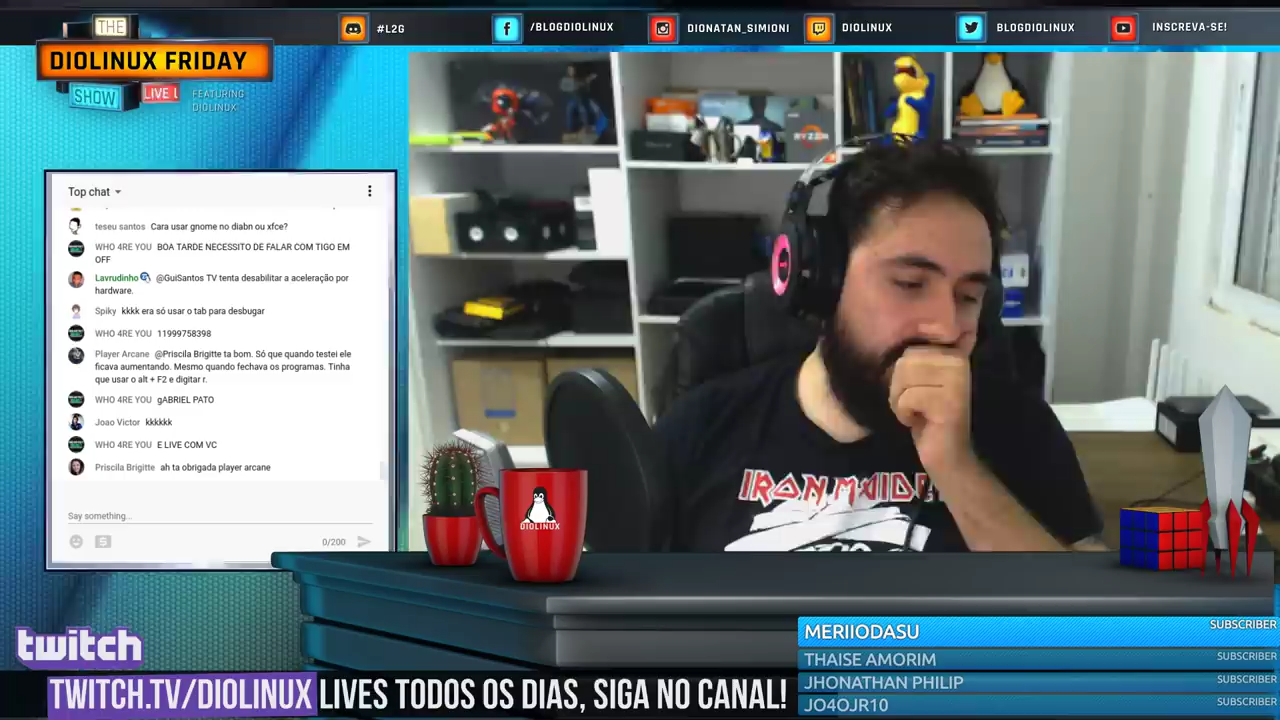 THE
DIOLINUX FRIDAY
SHOW
LIVE
FEATURING
DIOLINUX
#L2G
/BLOGDIOLINUX
DIONATAN_SIMIONI
DIOLINUX
BLOGDIOLINUX
INSCREVA-SE!
Top chat
teseu santos Cara usar gnome no diabn ou xfce?
WHO 4RE YOU BOA TARDE NECESSITO DE FALAR COM TIGO EM
OFF
Lavrudinho @GuiSantos TV tenta desabilitar a aceleração por
hardware.
Spiky kkkk era só usar o tab para desbugar
WHO 4RE YOU 11999758398
Player Arcane @Priscila Brigitte ta bom. Só que quando testei ele
ficava aumentando. Mesmo quando fechava os programas. Tinha
que usar o alt + F2 e digitar r.
WHO 4RE YOU gABRIEL PATO
Joao Victor kkkkkk
WHO 4RE YOU E LIVE COM VC
Priscila Brigitte ah ta obrigada player arcane
Say something...
0/200
RYZEN
IRON MAIDEN
DIOLINUX
twitch
TWITCH.TV/DIOLINUX LIVES TODOS OS DIAS, SIGA NO CANAL!
MERIIODASU SUBSCRIBER
THAISE AMORIM SUBSCRIBER
JHONATHAN PHILIP SUBSCRIBER
JO4OJR10 SUBSCRIBER